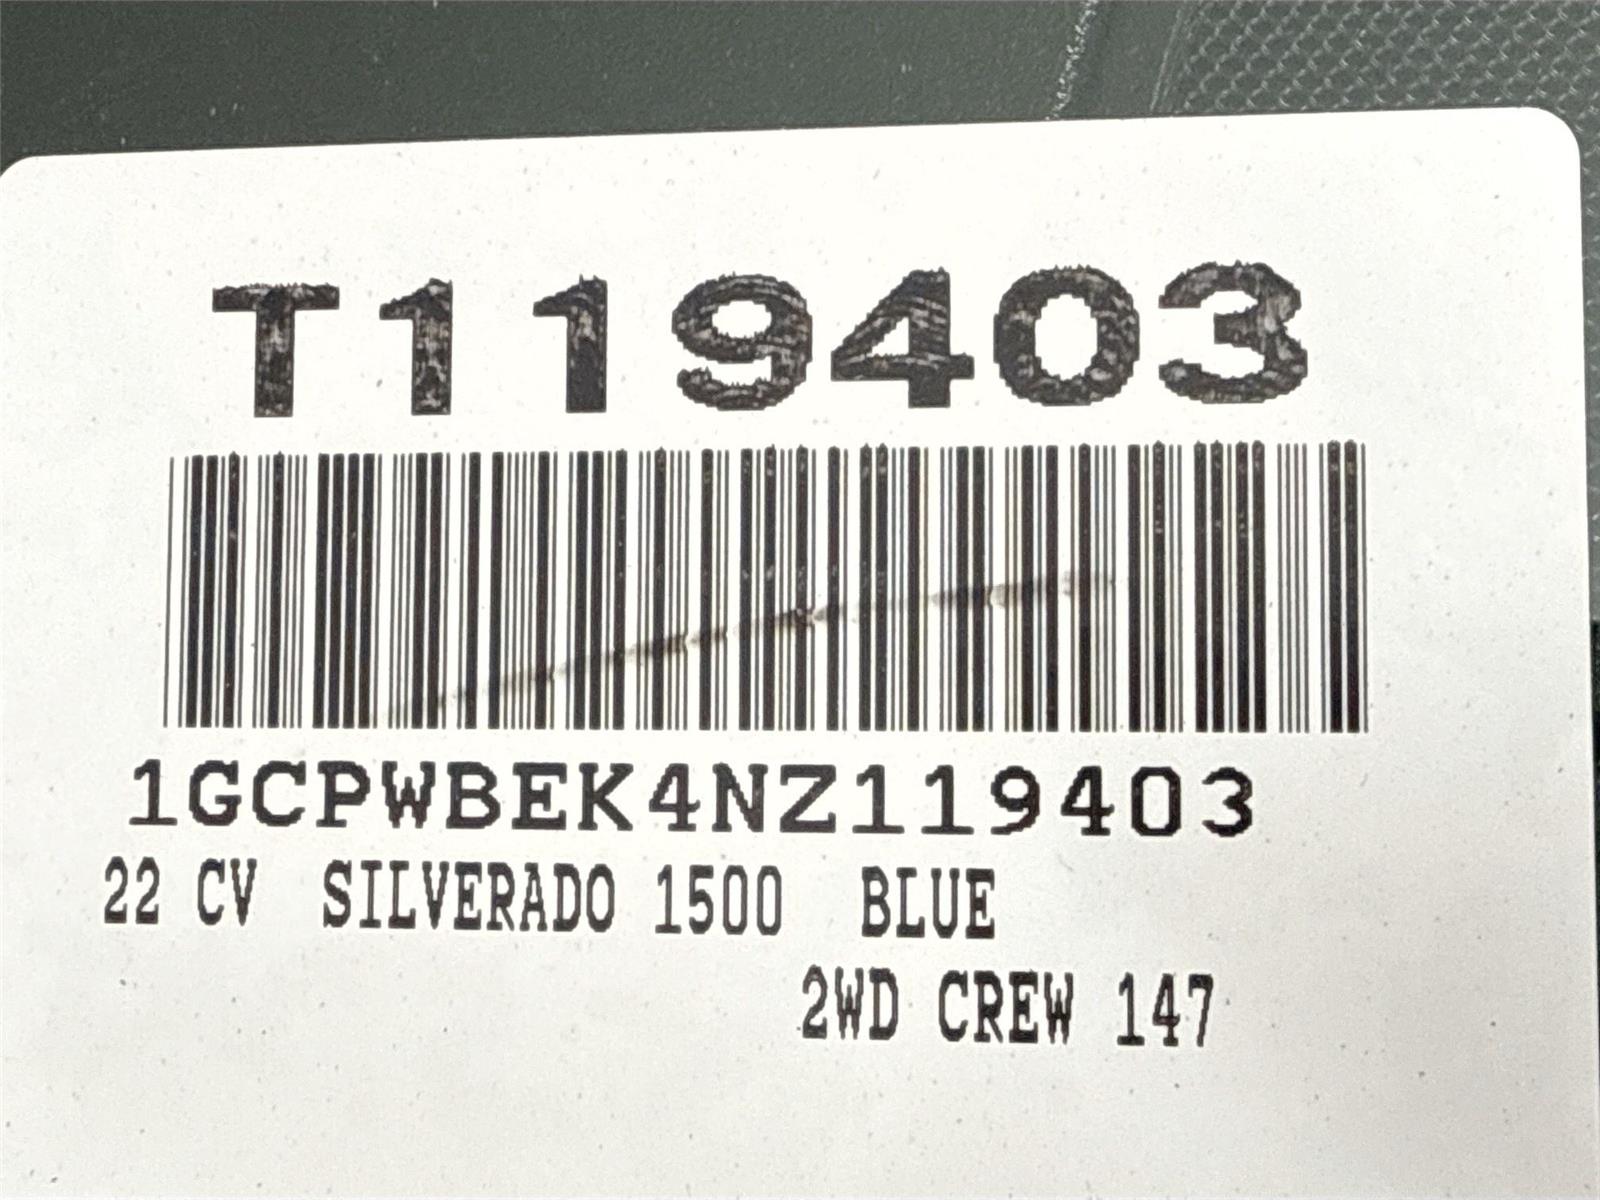 T119403
1GCPWBEK4NZ119403
22 CV SILVERADO 1500 BLUE
2WD CREW 147